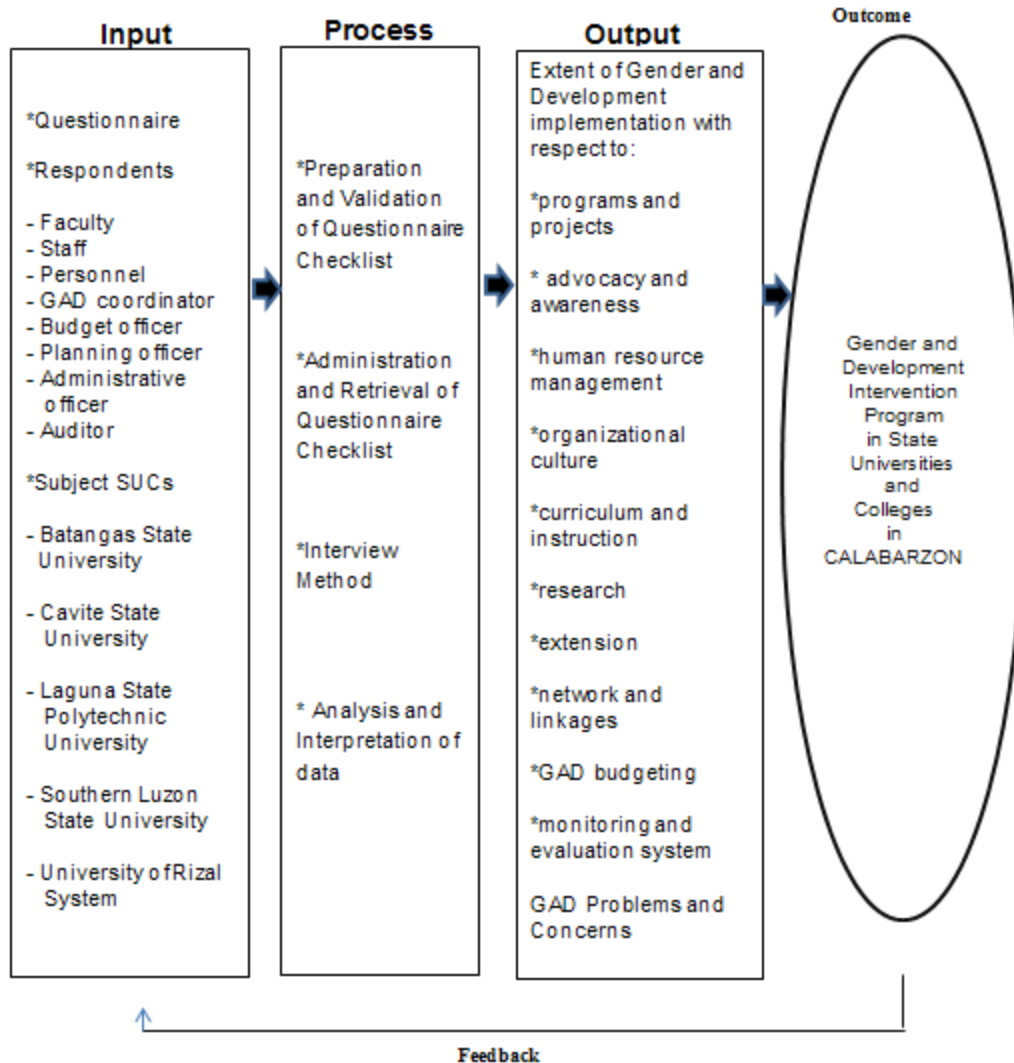 Input
*Questionnaire
*Respondents
- Faculty
- Staff
- Personnel
- GAD coordinator
- Budget officer
- Planning officer
- Administrative
officer
- Auditor
*Subject SUCs
- Batangas State
University
- Cavite State
University
- Laguna State
Polytechnic
University
- Southern Luzon
State University
- University of Rizal
System
Process
*Preparation
and Validation
of Questionnaire
Checklist
*Administration
and Retrieval of
Questionnaire
Checklist
*Interview
Method
* Analysis and
Interpretation of
data
Output
Extent of Gender and
Development
implementation with
respect to:
*programs and
projects
* advocacy and
awareness
*human resource
management
*organizational
culture
*curriculum and
instruction
*research
*extension
*network and
linkages
*GAD budgeting
*monitoring and
evaluation system
GAD Problems and
Concerns
Outcome
Gender and
Development
Intervention
Program
in State
Universities
and
Colleges
in
CALABARZON
Feedback